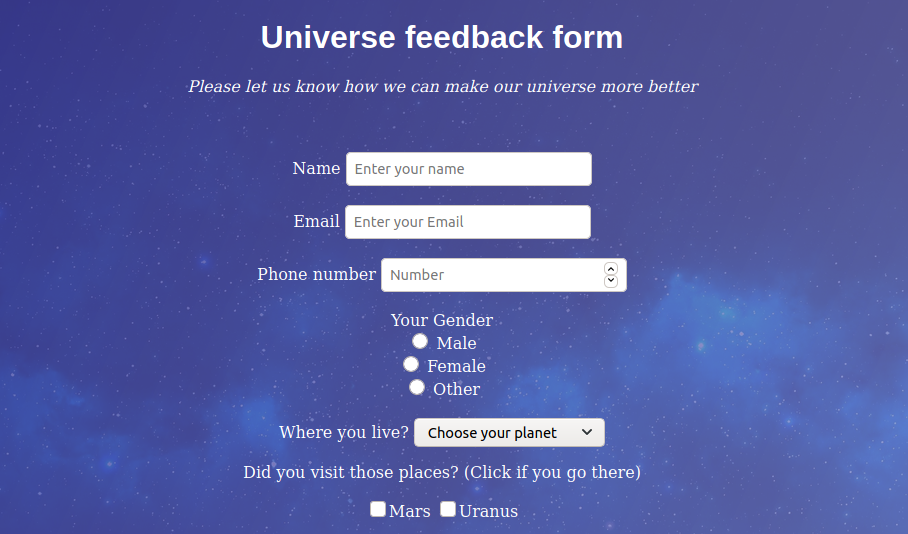 Universe feedback form
Please let us know how we can make our universe more better
Name Enter your name
Email Enter your Email
Phone number Number
Your Gender
Male
Female
Other
Where you live? Choose your planet
Did you visit those places? (Click if you go there)
Mars Uranus